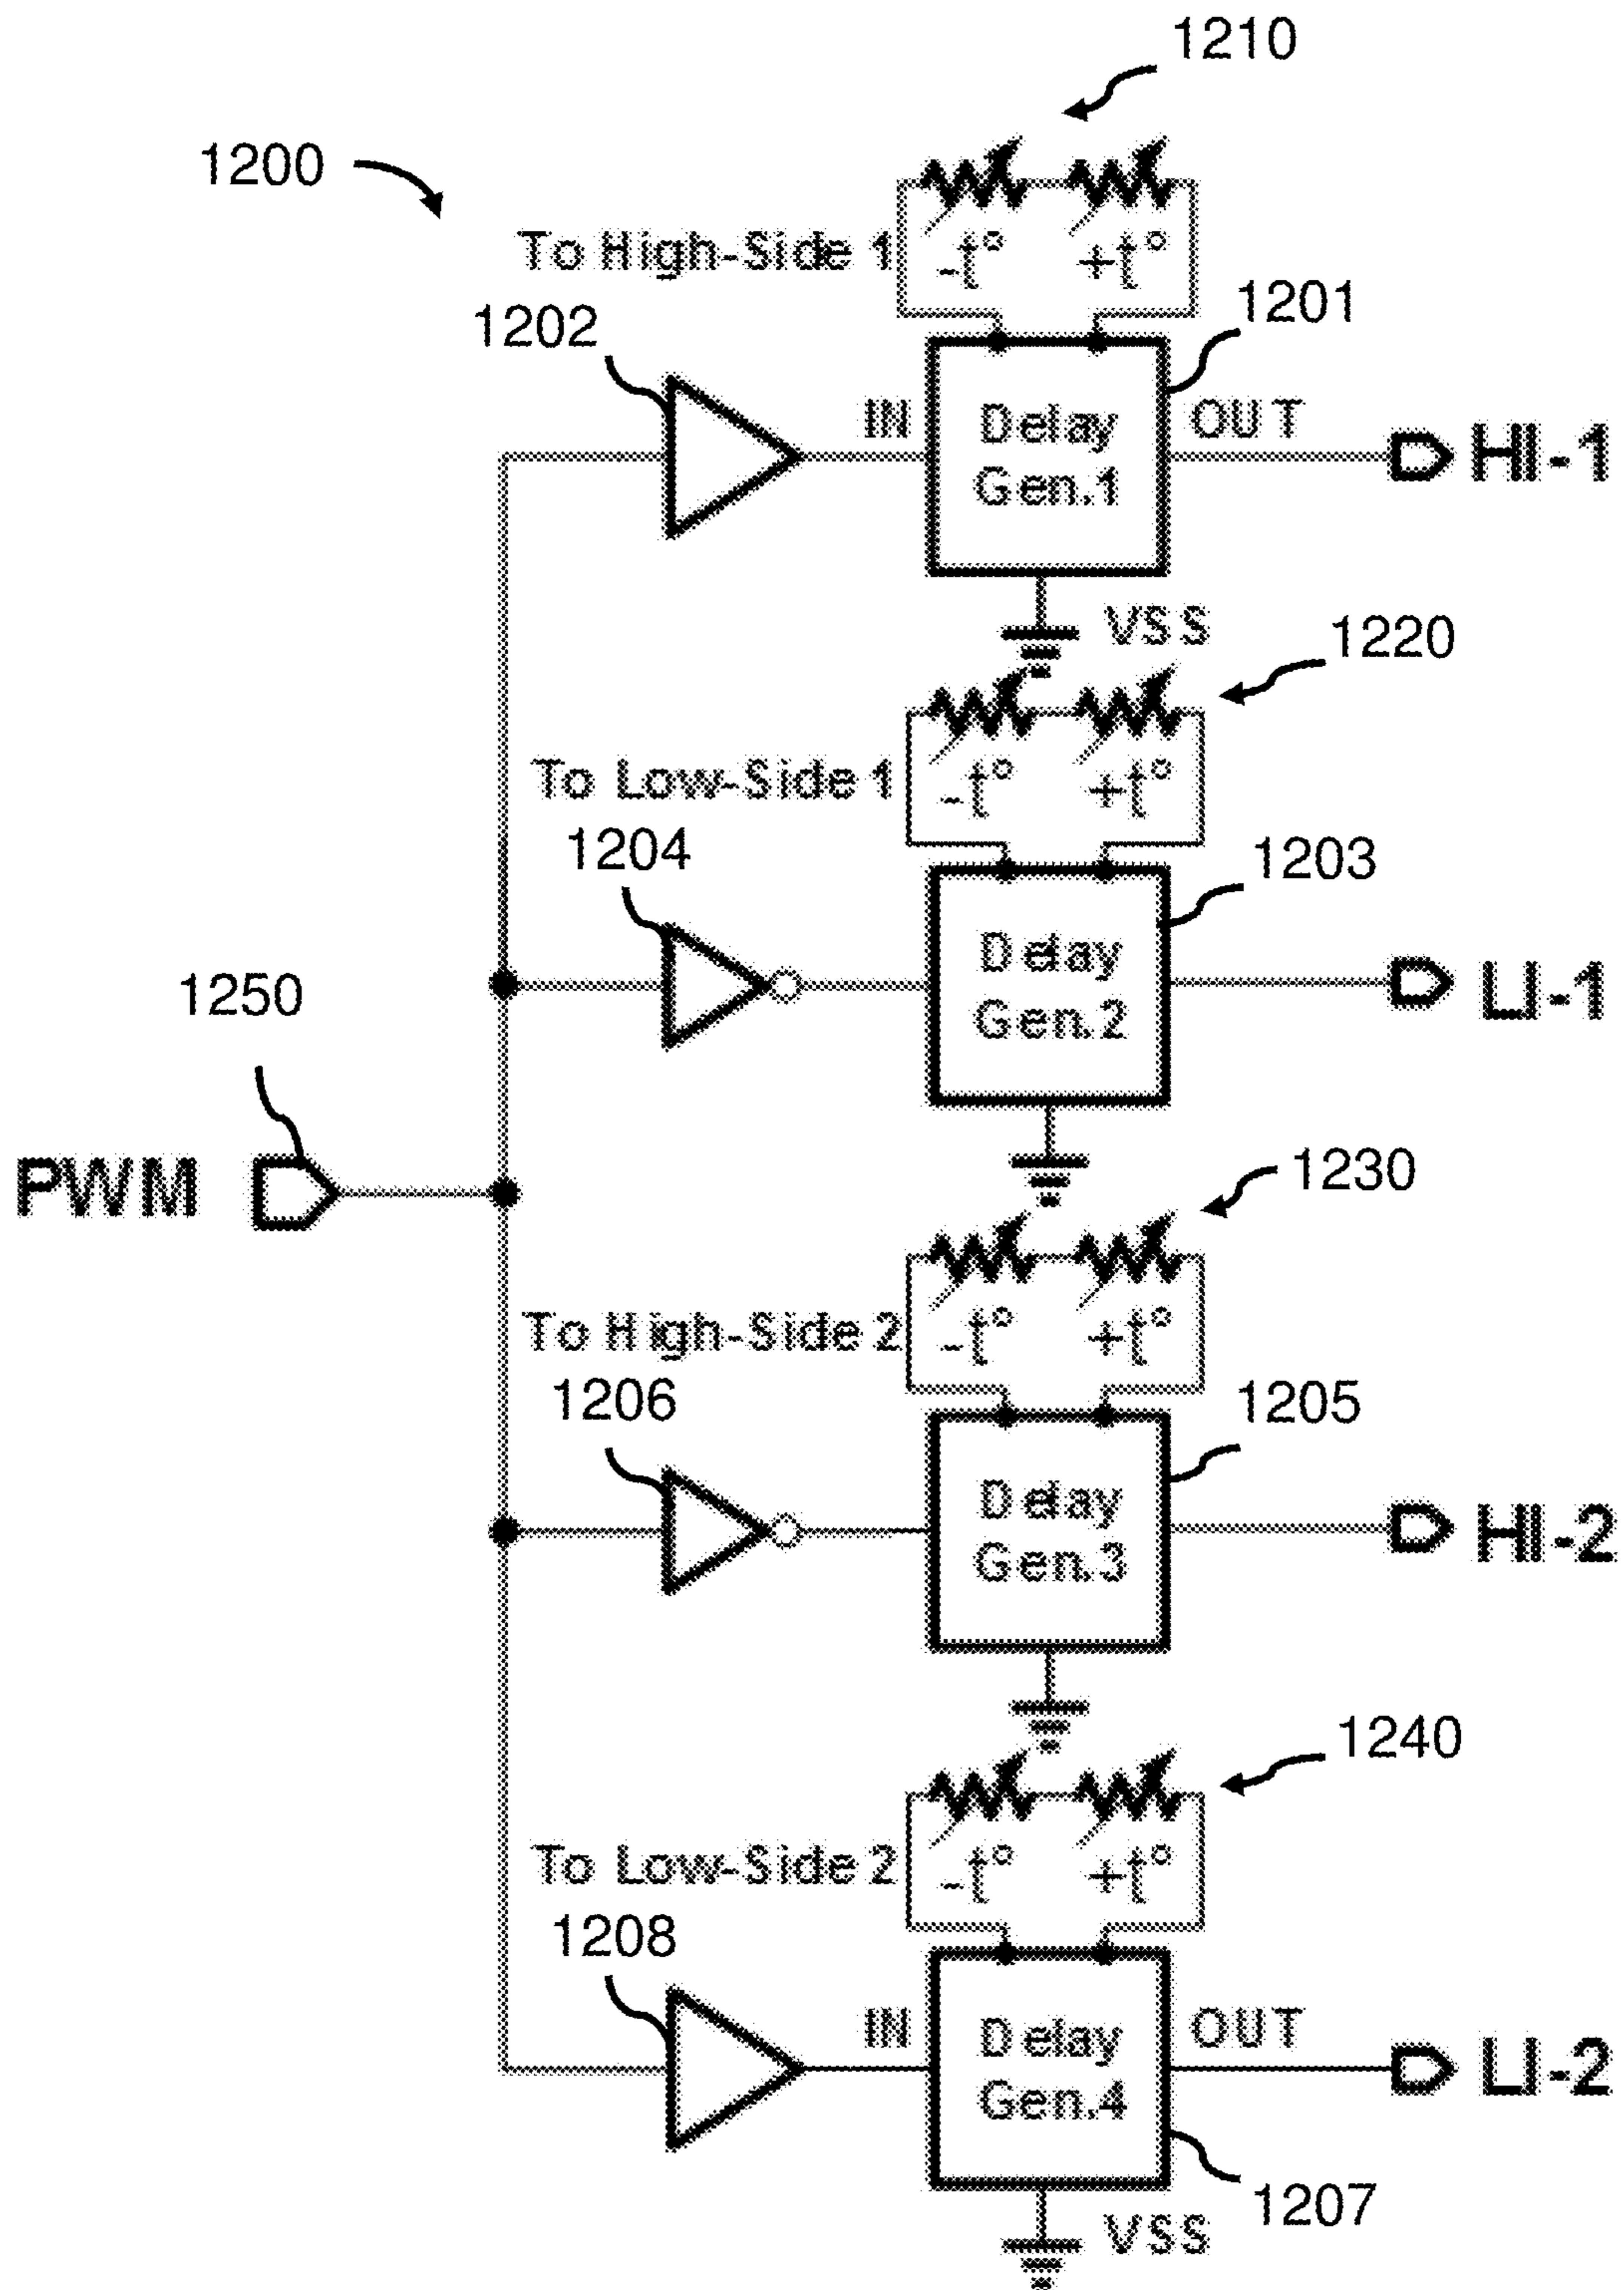 1210
1200
To High-Side 1
-t° +t°
1201
1202
IN
Delay
Gen.1
OUT
HI-1
VSS
1220
To Low-Side 1
-t° +t°
1204
1203
Delay
Gen.2
LI-1
1250
PWM
1230
To High-Side 2
-t° +t°
1206
1205
Delay
Gen.3
HI-2
1240
To Low-Side 2
-t° +t°
1208
IN
Delay
Gen.4
OUT
LI-2
1207
VSS